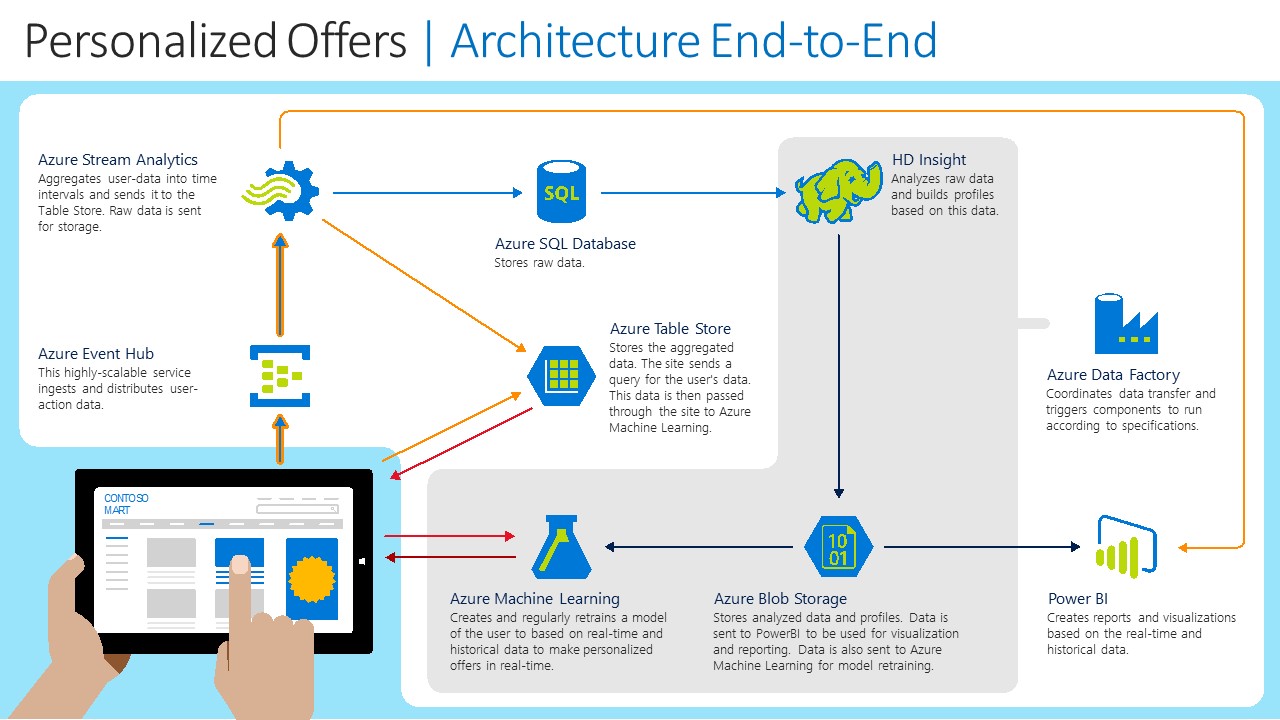 Personalized Offers | Architecture End-to-End
Azure Stream Analytics
Aggregates user-data into time
intervals and sends it to the
Table Store. Raw data is sent
for storage.
SQL
Azure SQL Database
Stores raw data.
HD Insight
Analyzes raw data
and builds profiles
based on this data.
Azure Event Hub
This highly-scalable service
ingests and distributes user-
action data.
Azure Table Store
Stores the aggregated
data. The site sends a
query for the user's data.
This data is then passed
through the site to Azure
Machine Learning.
Azure Data Factory
Coordinates data transfer and
triggers components to run
according to specifications.
CONTOSO
MART
Azure Machine Learning
Creates and regularly retrains a model
of the user to based on real-time and
historical data to make personalized
offers in real-time.
10
01
Azure Blob Storage
Stores analyzed data and profiles. Data is
sent to PowerBI to be used for visualization
and reporting. Data is also sent to Azure
Machine Learning for model retraining.
Power BI
Creates reports and visualizations
based on the real-time and
historical data.